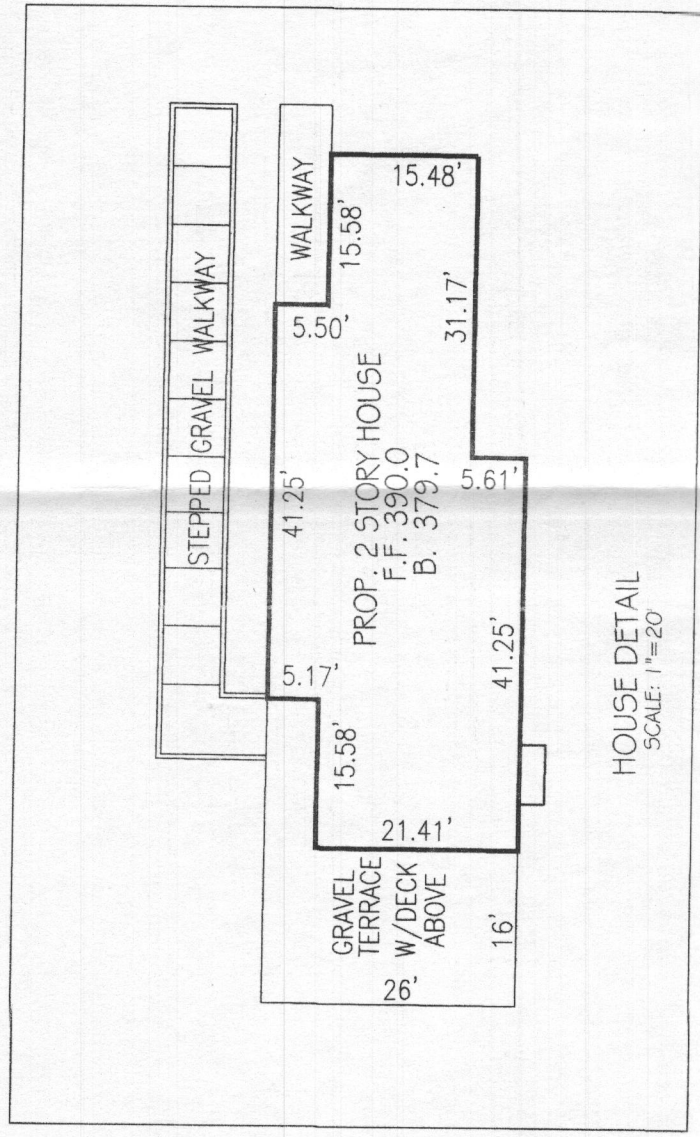 STEPPED GRAVEL WALKWAY
WALKWAY
41.25'
5.50'
15.58'
15.48'
5.17'
15.58'
PROP. 2 STORY HOUSE
F.F. 390.0
B. 379.7
31.17'
5.61'
21.41'
41.25'
GRAVEL
TERRACE
W/DECK
ABOVE
26'
16'
HOUSE DETAIL
SCALE: 1"=20'